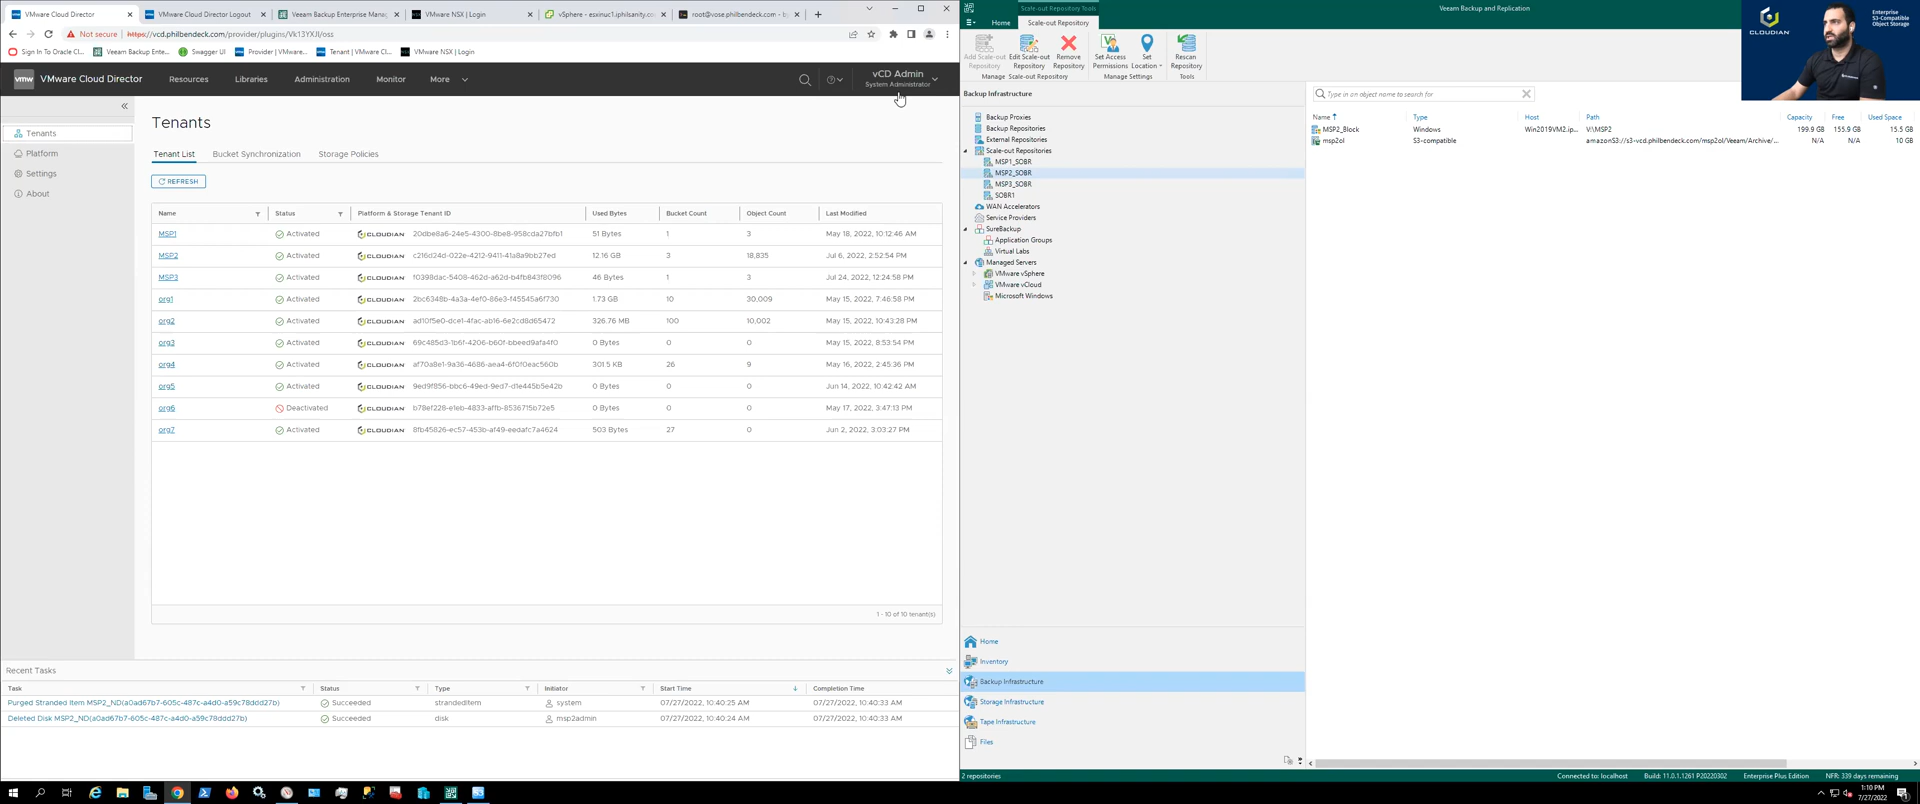 VMware Cloud Director
VMware Cloud Director Logout
Veeam Backup Enterprise Manag
VMware NSX | Login
vSphere - esxinuc1.iphilsanity.co
root@vose.philbendeck.com - b
Not secure https://vcd.philbendeck.com/provider/plugins/Vk13YXJl/oss
Sign In To Oracle Cl...
Veeam Backup Ente...
Swagger UI
Provider | VMware...
Tenant | VMware Cl...
VMware NSX | Login
vmw VMware Cloud Director Resources Libraries Administration Monitor More vCD Admin
System Administrator
Tenants
Platform
Settings
About
Tenants
Tenant List Bucket Synchronization Storage Policies
REFRESH
Name Status Platform & Storage Tenant ID Used Bytes Bucket Count Object Count Last Modified
MSP1 Activated CLOUDIAN 20dbe8a6-24e5-4300-8be8-958cda27bfb1 51 Bytes 1 3 May 18, 2022, 10:12:46 AM
MSP2 Activated CLOUDIAN c216d24d-022e-4212-9411-41a8a9bb27ed 12.16 GB 3 18,835 Jul 6, 2022, 2:52:54 PM
MSP3 Activated CLOUDIAN f0398dac-5408-462d-a62d-b4fb843f8096 46 Bytes 1 3 Jul 24, 2022, 12:24:58 PM
org1 Activated CLOUDIAN 2bc6348b-4a3a-4ef0-86e3-f45545a6f730 1.73 GB 10 30,009 May 15, 2022, 7:46:58 PM
org2 Activated CLOUDIAN ad10f5e0-dce1-4fac-ab16-6e2cd8d65472 326.76 MB 100 10,002 May 15, 2022, 10:43:28 PM
org3 Activated CLOUDIAN 69c485d3-1b6f-4206-b60f-bbeed9afa4f0 0 Bytes 0 0 May 15, 2022, 8:53:54 PM
org4 Activated CLOUDIAN af70a8e1-9a36-4686-aea4-6f0f0eac560b 301.5 KB 26 9 May 16, 2022, 2:45:36 PM
org5 Activated CLOUDIAN 9ed9f856-bbc6-49ed-9ed7-d1e445b5e42b 0 Bytes 0 0 Jun 14, 2022, 10:42:42 AM
org6 Deactivated CLOUDIAN b78ef228-e1eb-4833-affb-8536715b72e5 0 Bytes 0 0 May 17, 2022, 3:47:13 PM
org7 Activated CLOUDIAN 8fb45826-ec57-453b-af49-eedafc7a4624 503 Bytes 27 0 Jun 2, 2022, 3:03:27 PM
1 - 10 of 10 tenant(s)
Recent Tasks
Task Status Type Initiator Start Time Completion Time
Purged Stranded Item MSP2_ND(a0ad67b7-605c-487c-a4d0-a59c78ddd27b) Succeeded strandedItem system 07/27/2022, 10:40:25 AM 07/27/2022, 10:40:33 AM
Deleted Disk MSP2_ND(a0ad67b7-605c-487c-a4d0-a59c78ddd27b) Succeeded disk msp2admin 07/27/2022, 10:40:24 AM 07/27/2022, 10:40:33 AM
Scale-out Repository Tools
Veeam Backup and Replication
Home Scale-out Repository
Add Scale-out Repository
Edit Scale-out Repository
Remove Repository
Set Access Permissions
Set Location
Rescan Repository
Manage Scale-out Repository Manage Settings Tools
Backup Infrastructure
Backup Proxies
Backup Repositories
External Repositories
Scale-out Repositories
MSP1_SOBR
MSP2_SOBR
MSP3_SOBR
SOBR1
WAN Accelerators
Service Providers
SureBackup
Application Groups
Virtual Labs
Managed Servers
VMware vSphere
VMware vCloud
Microsoft Windows
Home
Inventory
Backup Infrastructure
Storage Infrastructure
Tape Infrastructure
Files
2 repositories
Type in an object name to search for
Name Type Host Path Capacity Free Used Space
MSP2_Block Windows Win2019VM2.ip... V:\MSP2 199.9 GB 155.9 GB 15.5 GB
msp2ol S3-compatible amazonS3://s3-vcd.philbendeck.com/msp2ol/Veeam/Archive/... N/A N/A 10 GB
CLOUDIAN
Enterprise
S3-Compatible
Object Storage
Connected to: localhost Build: 11.0.1.1261 P20220302 Enterprise Plus Edition NFR: 339 days remaining
1:10 PM
7/27/2022